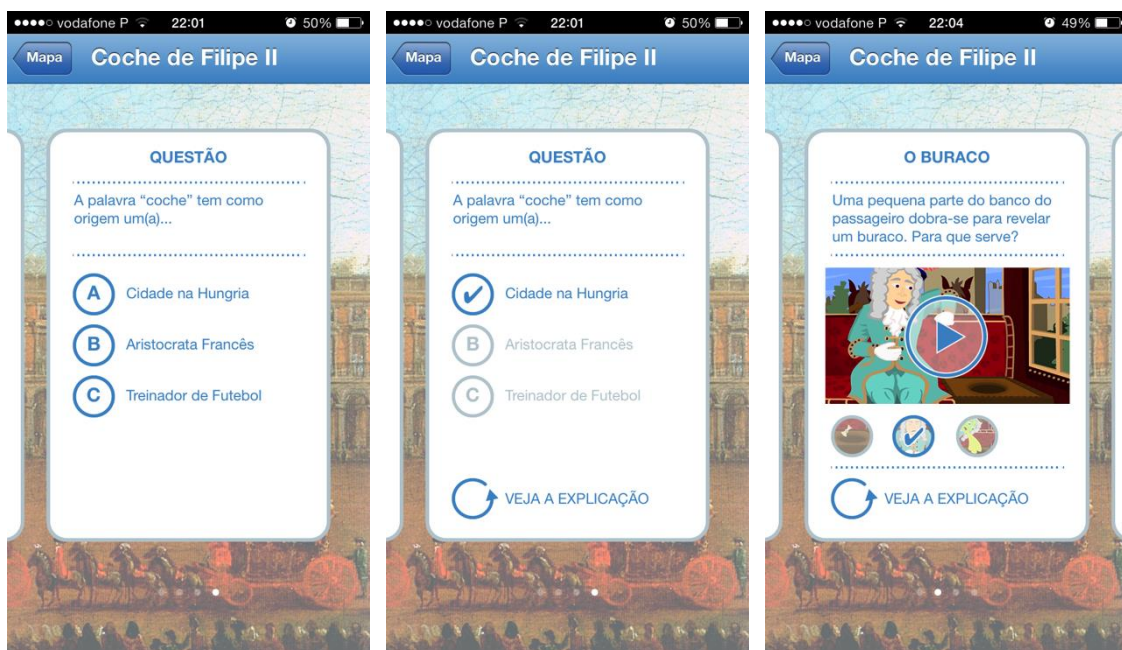 vodafone P 22:01 50%
Mapa Coche de Filipe II
QUESTÃO
A palavra “coche” tem como
origem um(a)...
A Cidade na Hungria
B Aristocrata Francês
C Treinador de Futebol
vodafone P 22:01 50%
Mapa Coche de Filipe II
QUESTÃO
A palavra “coche” tem como
origem um(a)...
Cidade na Hungria
B Aristocrata Francês
C Treinador de Futebol
VEJA A EXPLICAÇÃO
vodafone P 22:04 49%
Mapa Coche de Filipe II
O BURACO
Uma pequena parte do banco do
passageiro dobra-se para revelar
um buraco. Para que serve?
VEJA A EXPLICAÇÃO